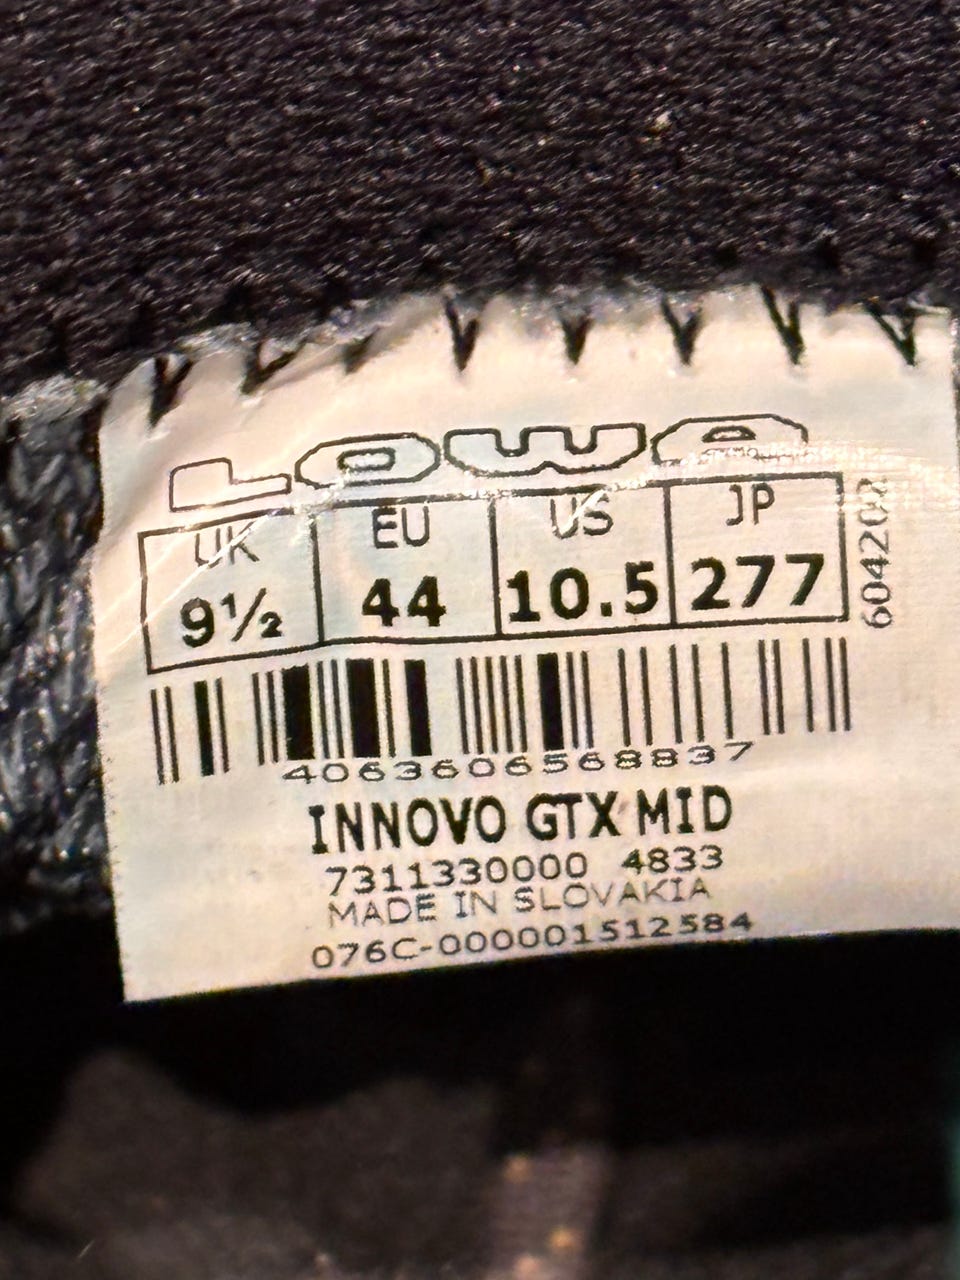 LOWA
UK EU US JP
9½ 44 10.5 277
604202
4063606568837
INNOVO GTX MID
7311330000 4833
MADE IN SLOVAKIA
076C-000001512584